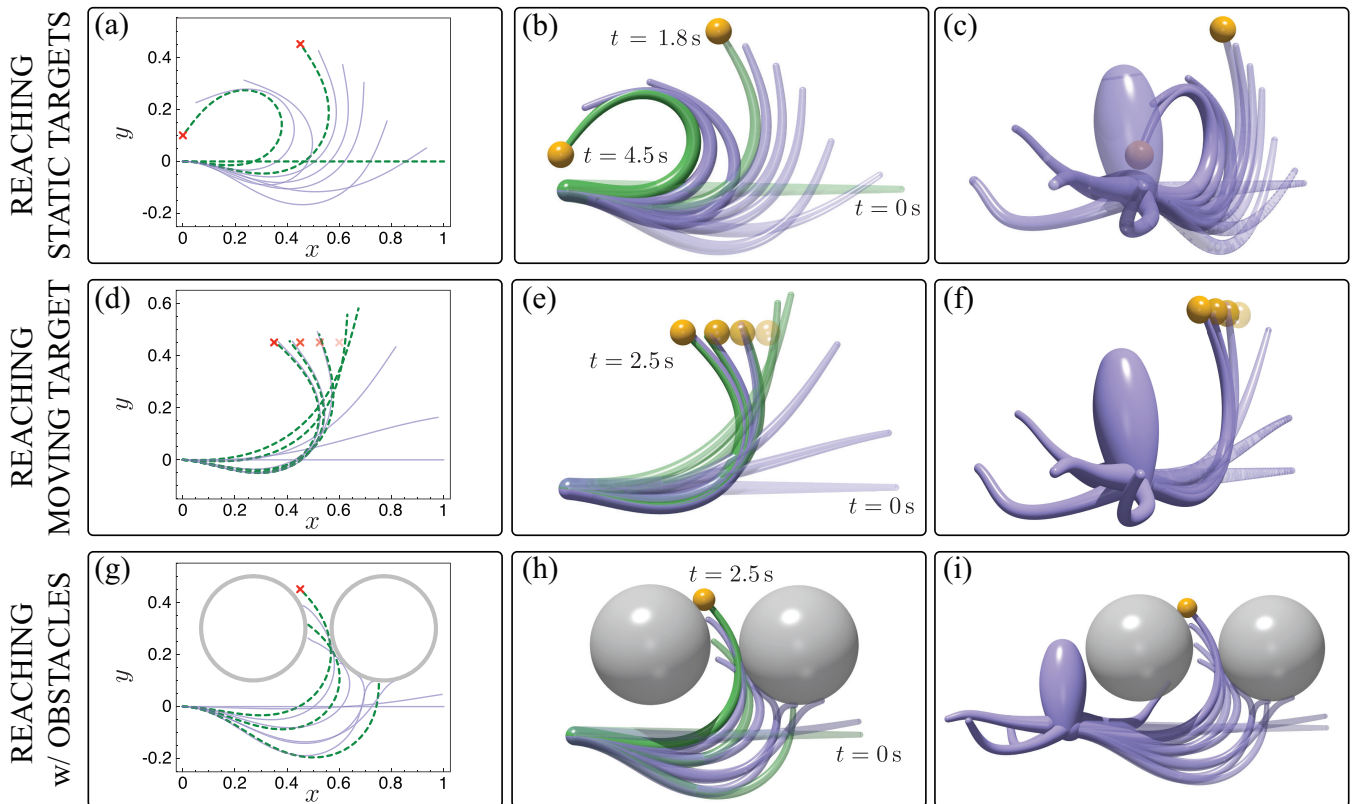 REACHING
STATIC TARGETS
(a)
0.4
0.2
0
-0.2
y
0
0.2
0.4
0.6
0.8
1
x
(b)
t = 1.8 s
t = 4.5 s
t = 0 s
(c)
REACHING
MOVING TARGET
(d)
0.6
0.4
0.2
0
y
0
0.2
0.4
0.6
0.8
1
x
(e)
t = 2.5 s
t = 0 s
(f)
REACHING
w/ OBSTACLES
(g)
0.4
0.2
0
-0.2
y
0
0.2
0.4
0.6
0.8
1
x
(h)
t = 2.5 s
t = 0 s
(i)